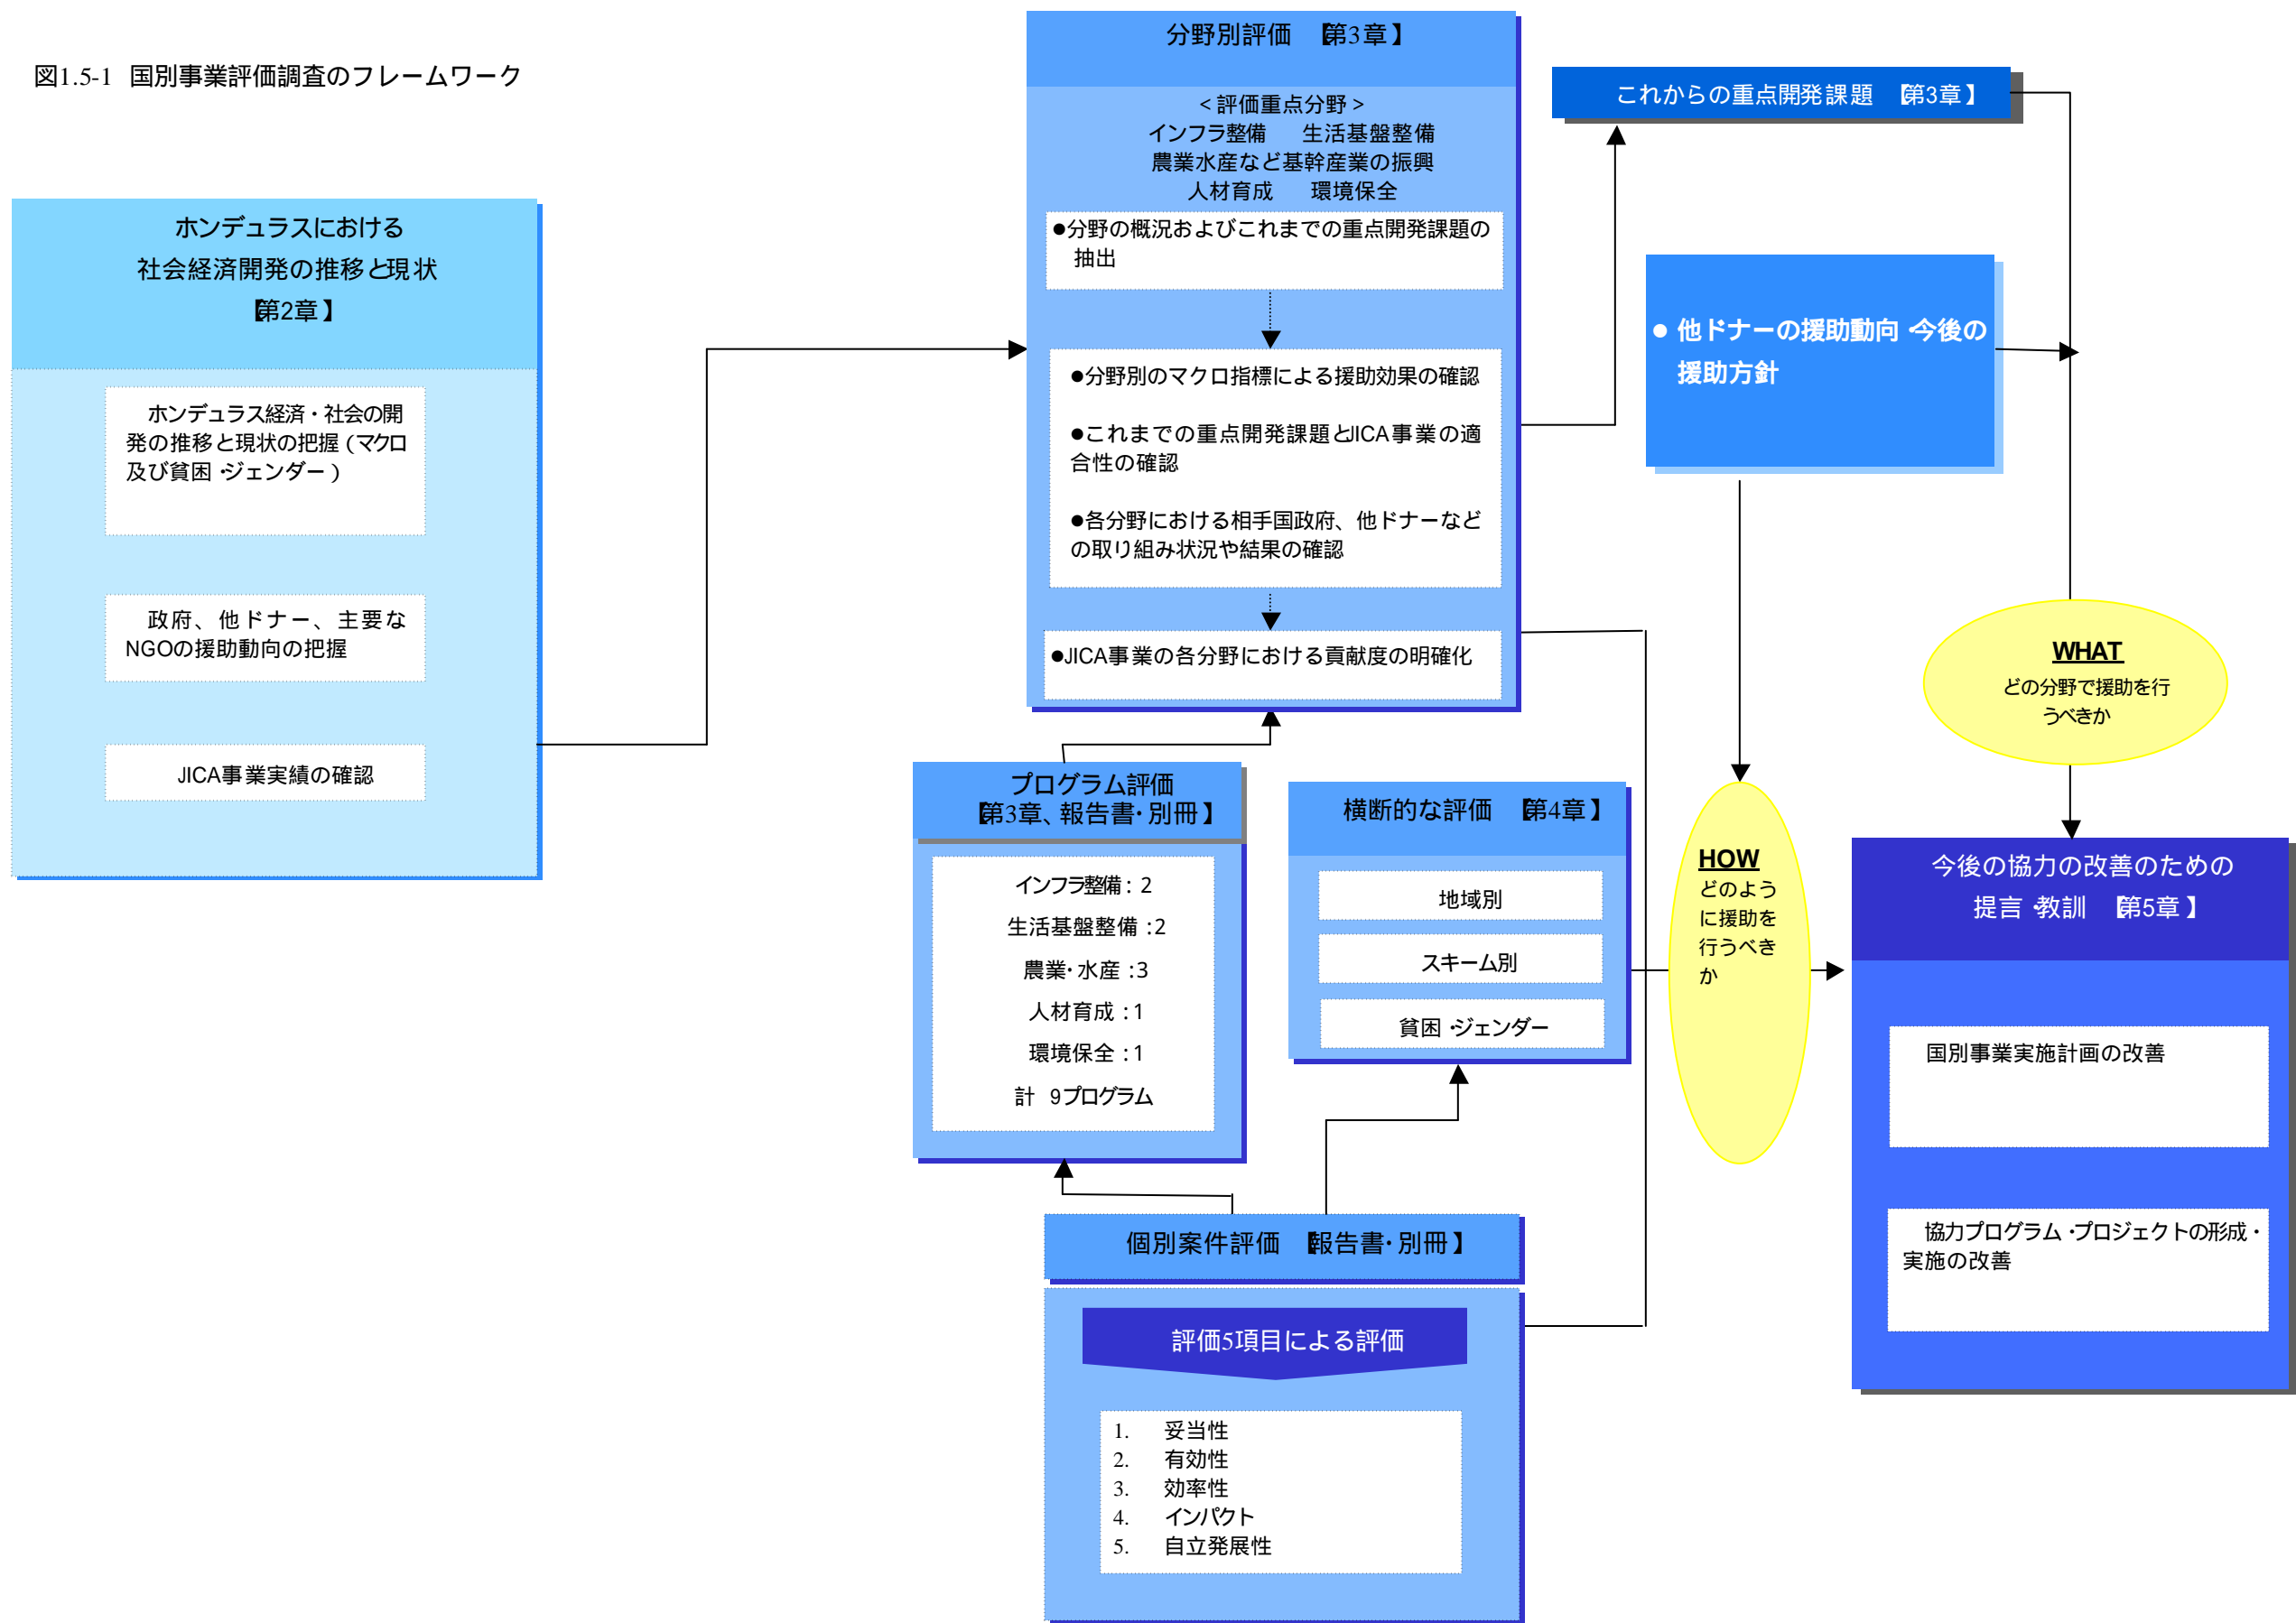 図1.5-1 国別事業評価調査のフレームワーク
ホンデュラスにおける
社会経済開発の推移と現状
【第2章】
ホンデュラス経済・社会の開
発の推移と現状の把握(マクロ
及び貧困・ジェンダー)
政府、他ドナー、主要な
NGOの援助動向の把握
JICA事業実績の確認
分野別評価 【第3章】
<評価重点分野>
インフラ整備 生活基盤整備
農業水産など基幹産業の振興
人材育成 環境保全
●分野の概況およびこれまでの重点開発課題の
抽出
●分野別のマクロ指標による援助効果の確認
●これまでの重点開発課題とJICA事業の適
合性の確認
●各分野における相手国政府、他ドナーなど
の取り組み状況や結果の確認
●JICA事業の各分野における貢献度の明確化
プログラム評価
【第3章、報告書・別冊】
インフラ整備:2
生活基盤整備:2
農業・水産:3
人材育成:1
環境保全:1
計 9プログラム
横断的な評価 【第4章】
地域別
スキーム別
貧困・ジェンダー
個別案件評価 【報告書・別冊】
評価5項目による評価
1. 妥当性
2. 有効性
3. 効率性
4. インパクト
5. 自立発展性
これからの重点開発課題 【第3章】
● 他ドナーの援助動向・今後の
援助方針
WHAT
どの分野で援助を行
うべきか
HOW
どのよう
に援助を
行うべき
か
今後の協力の改善のための
提言・教訓 【第5章】
国別事業実施計画の改善
協力プログラム・プロジェクトの形成・
実施の改善